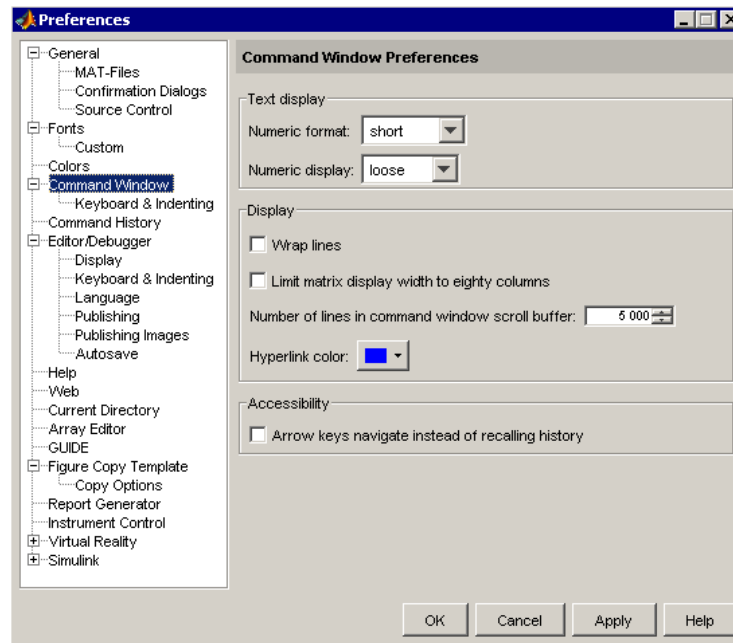 Preferences
General
MAT-Files
Confirmation Dialogs
Source Control
Fonts
Custom
Colors
Command Window
Keyboard & Indenting
Command History
Editor/Debugger
Display
Keyboard & Indenting
Language
Publishing
Publishing Images
Autosave
Help
Web
Current Directory
Array Editor
GUIDE
Figure Copy Template
Copy Options
Report Generator
Instrument Control
Virtual Reality
Simulink
Command Window Preferences
Text display
Numeric format: short
Numeric display: loose
Display
Wrap lines
Limit matrix display width to eighty columns
Number of lines in command window scroll buffer: 5 000
Hyperlink color:
Accessibility
Arrow keys navigate instead of recalling history
OK Cancel Apply Help